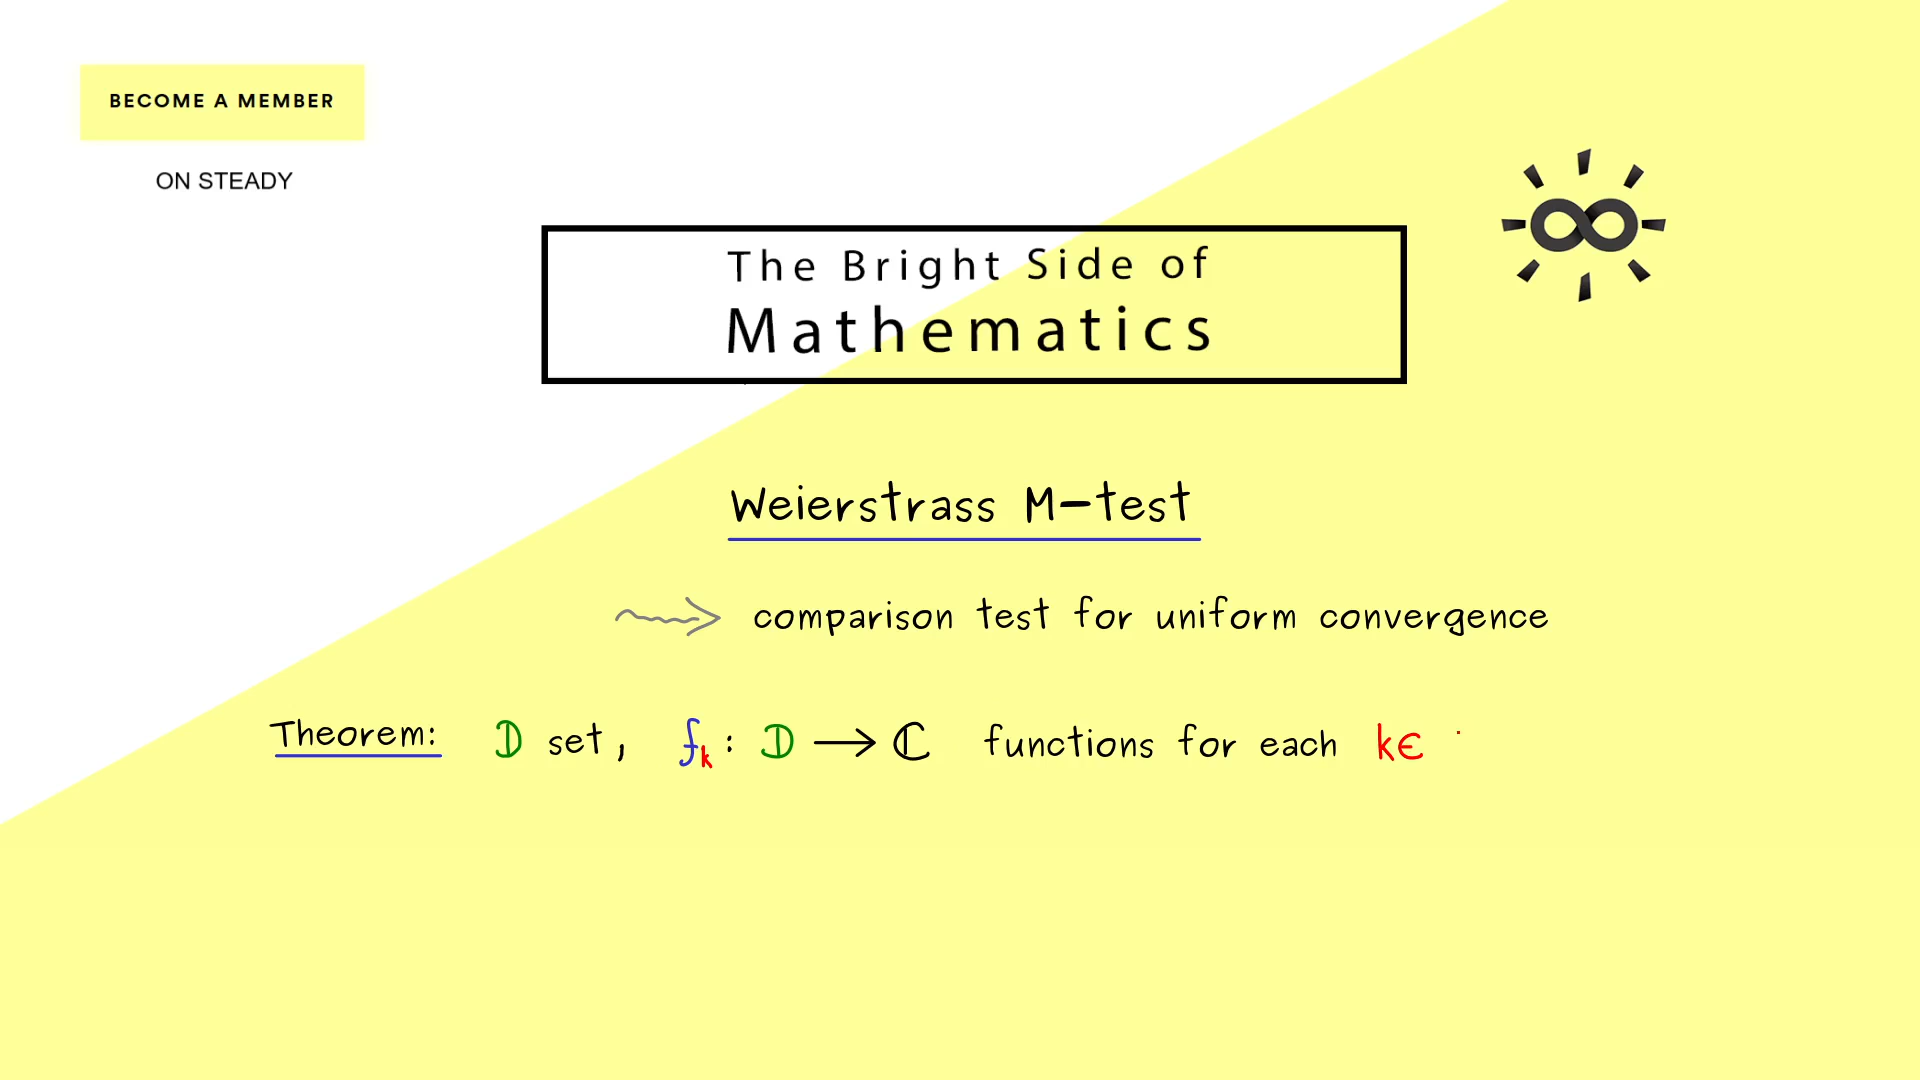 BECOME A MEMBER
ON STEADY
The Bright Side of
Mathematics
Weierstrass M-test
comparison test for uniform convergence
Theorem: 𝔻 set, fₖ: 𝔻 ⟶ ℂ functions for each k∈